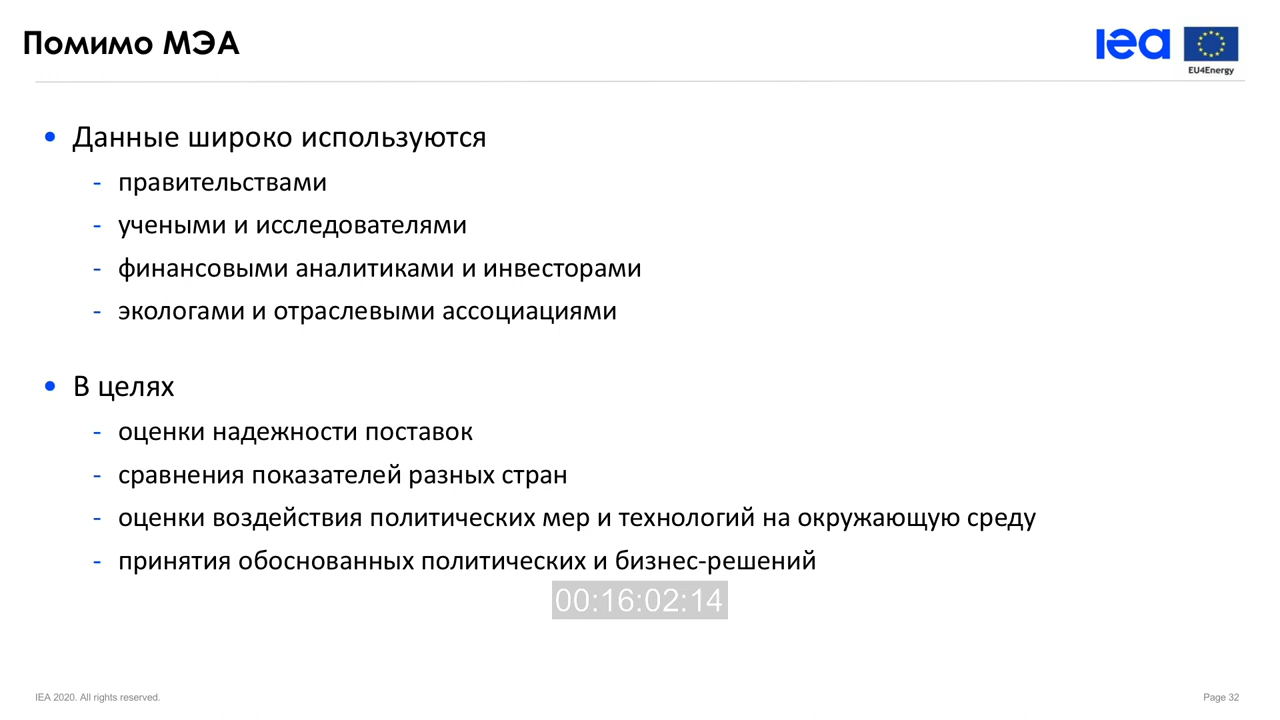 Помимо МЭА
iea
EU4Energy
• Данные широко используются
- правительствами
- учеными и исследователями
- финансовыми аналитиками и инвесторами
- экологами и отраслевыми ассоциациями
• В целях
- оценки надежности поставок
- сравнения показателей разных стран
- оценки воздействия политических мер и технологий на окружающую среду
- принятия обоснованных политических и бизнес-решений
00:16:02:14
IEA 2020. All rights reserved.
Page 32